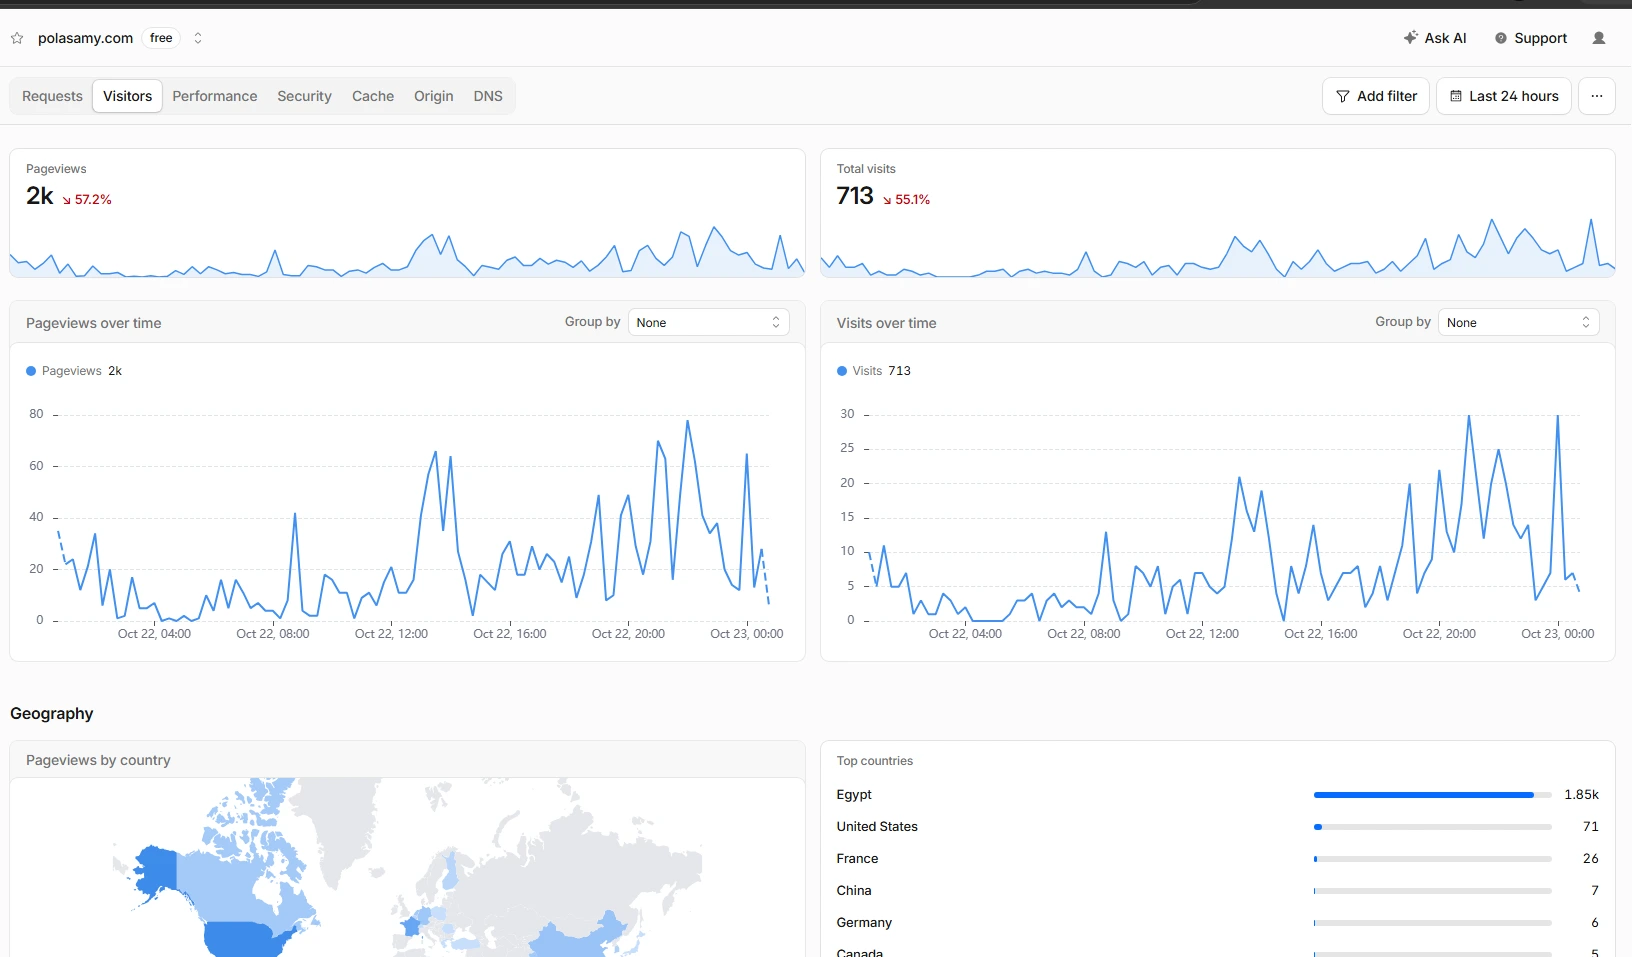 polasamy.com free
Ask AI Support
Requests Visitors Performance Security Cache Origin DNS
Add filter Last 24 hours ...
Pageviews
2k 57.2%
Total visits
713 55.1%
Pageviews over time Group by None
Pageviews 2k
80
60
40
20
0
Oct 22, 04:00 Oct 22, 08:00 Oct 22, 12:00 Oct 22, 16:00 Oct 22, 20:00 Oct 23, 00:00
Visits over time Group by None
Visits 713
30
25
20
15
10
5
0
Oct 22, 04:00 Oct 22, 08:00 Oct 22, 12:00 Oct 22, 16:00 Oct 22, 20:00 Oct 23, 00:00
Geography
Pageviews by country
Top countries
Egypt 1.85k
United States 71
France 26
China 7
Germany 6
Canada 5